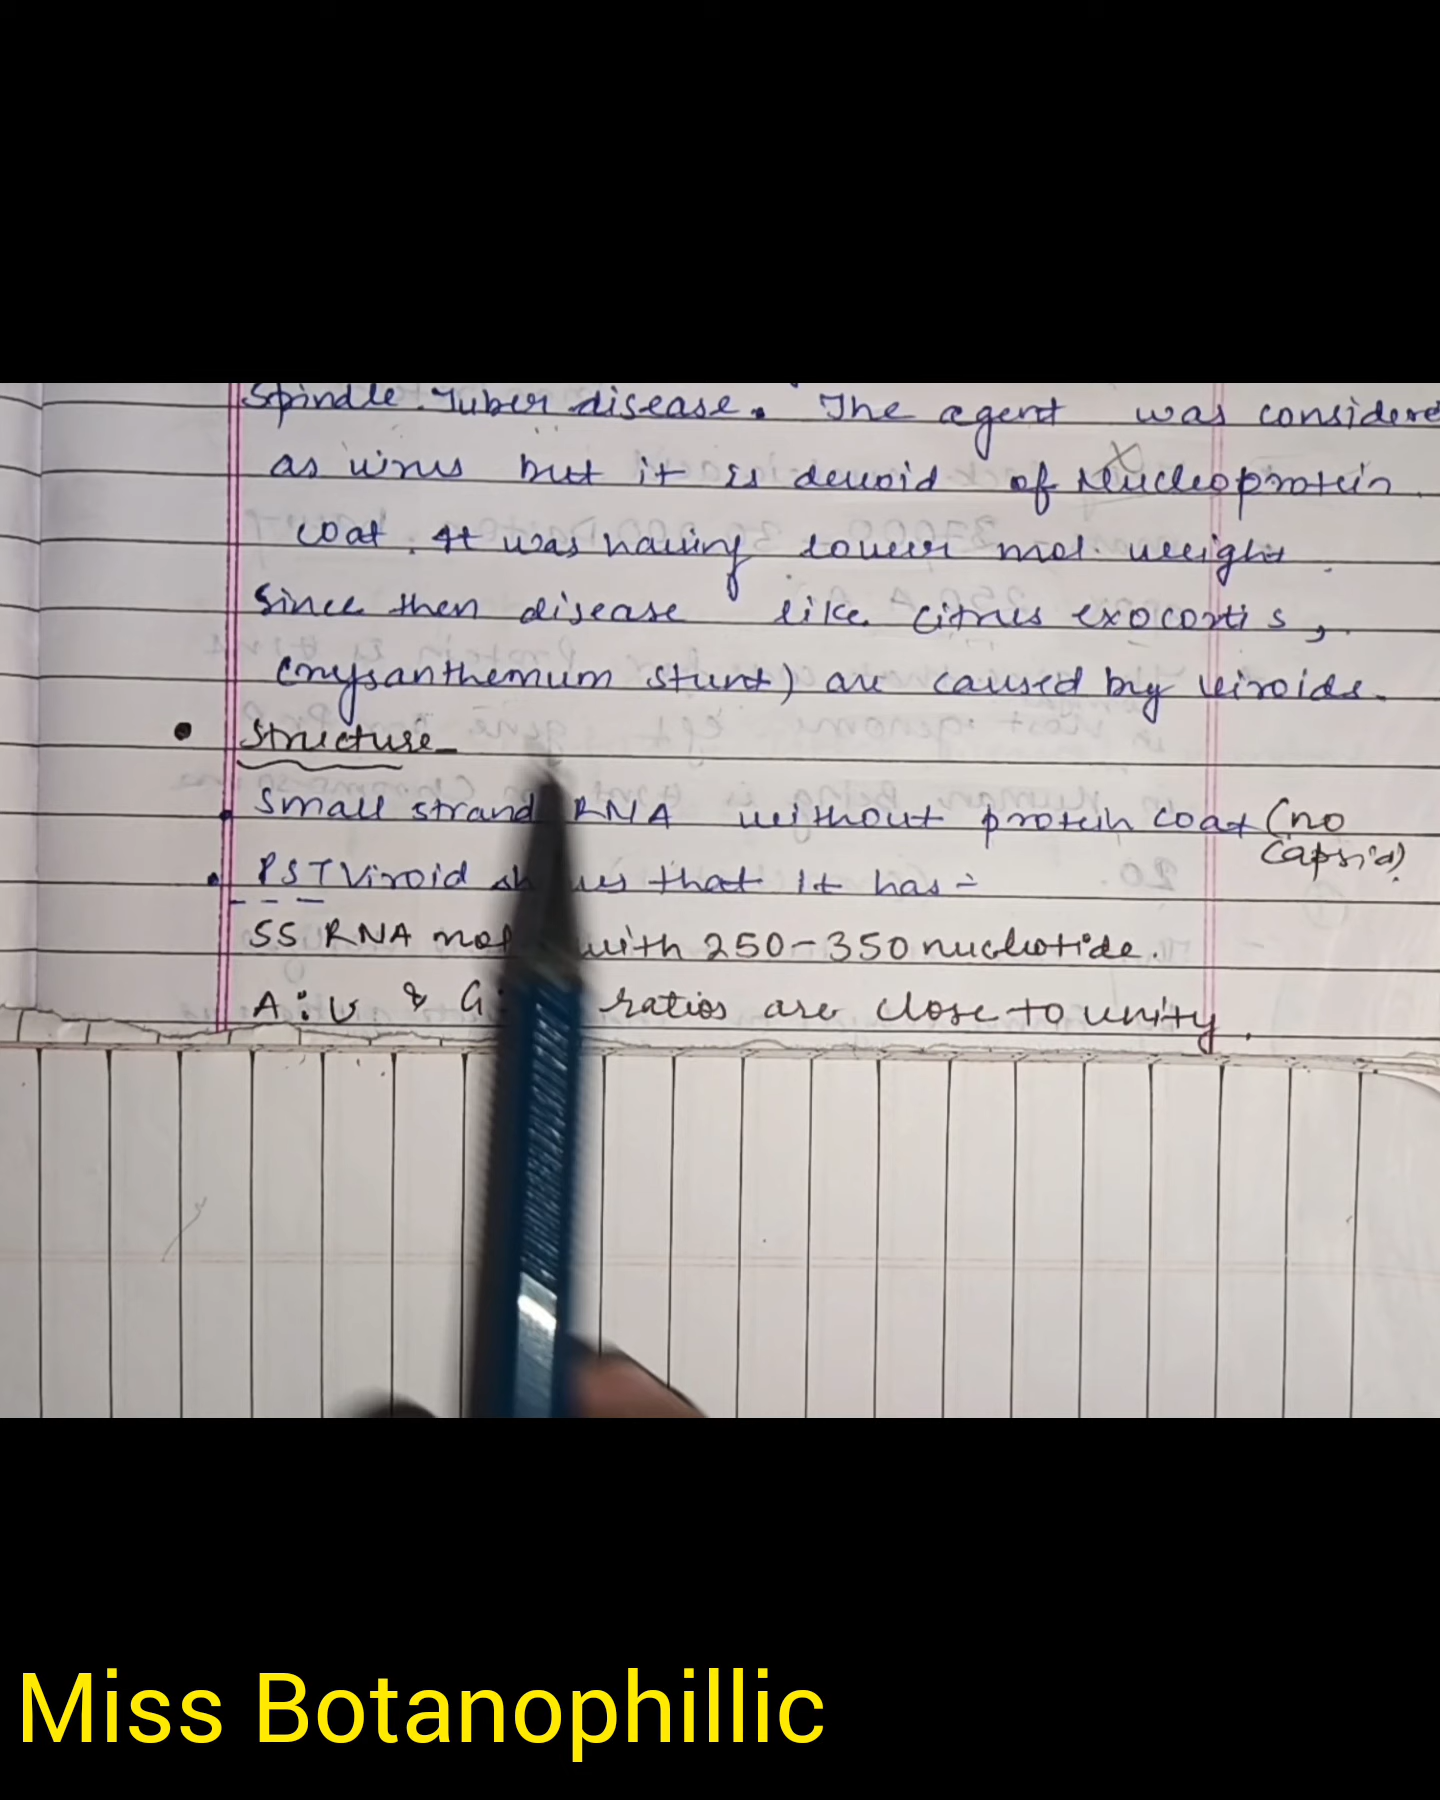 Spindle Tuber disease. The agent was considere
as virus but it is devoid of Nucleoprotein
coat. It was having lower mol. weight
Since then disease like citrus exocortis,
Crysanthemum stunt) are caused by viroids.
• Structure -
• Small strand RNA without protein coat (no
capsid)
• PSTViroid that it has -
SS RNA with 250-350 nucleotide.
A:U & G: ratios are close to unity.
20.
Miss Botanophillic